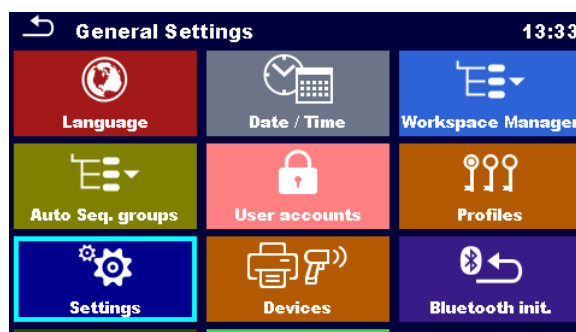 General Settings 13:33
Language Date / Time Workspace Manager
Auto Seq. groups User accounts Profiles
Settings Devices Bluetooth init.